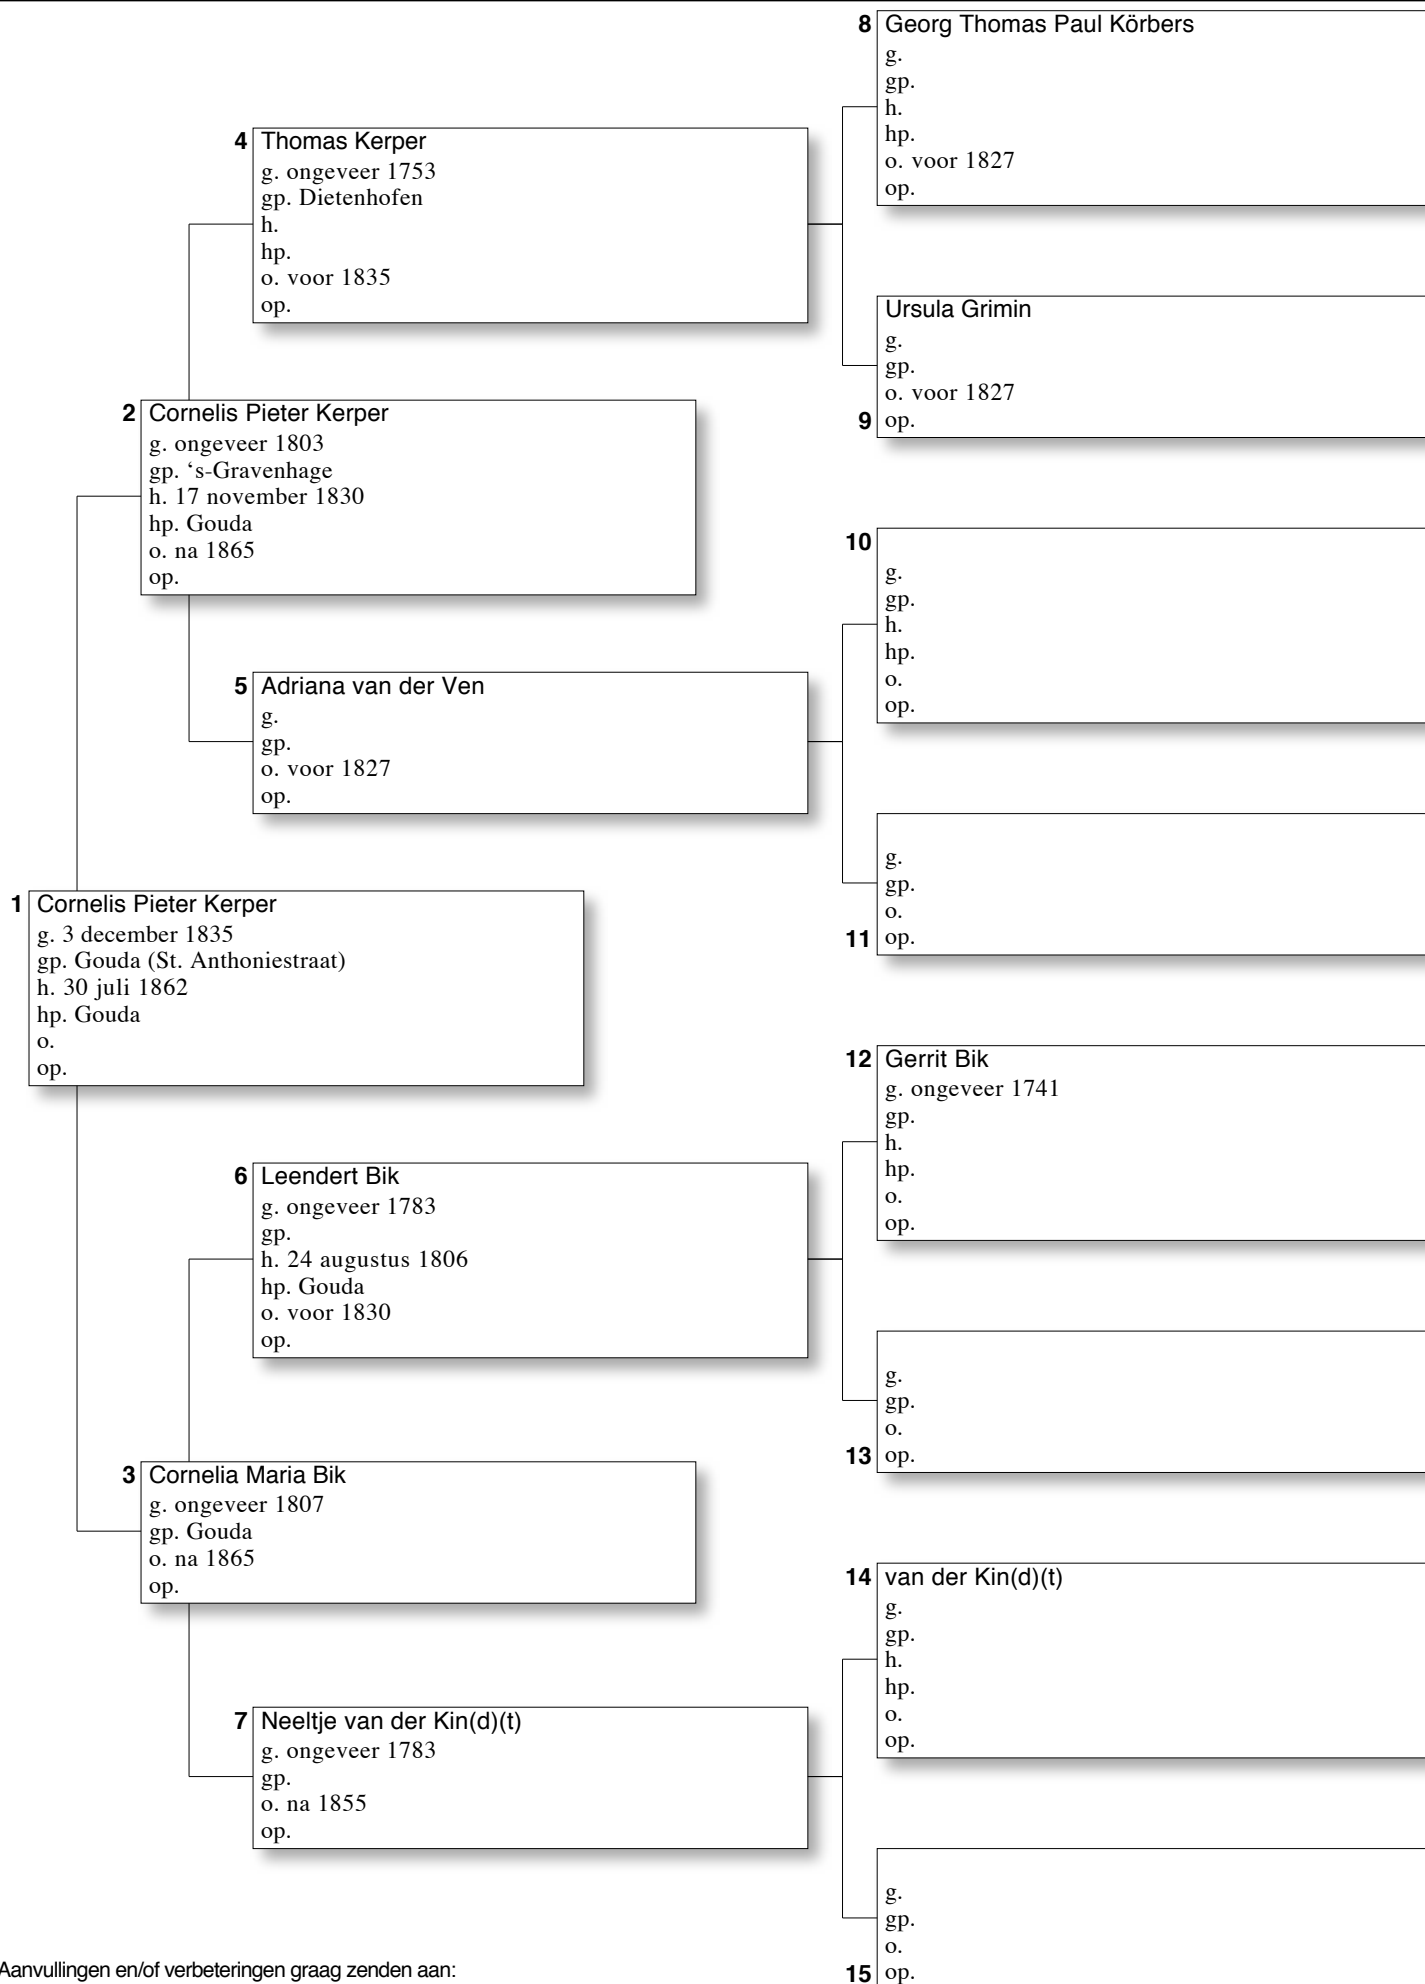 8 Georg Thomas Paul Körbers
g.
gp.
h.
hp.
o. voor 1827
op.
4 Thomas Kerper
g. ongeveer 1753
gp. Dietenhofen
h.
hp.
o. voor 1835
op.
Ursula Grimin
g.
gp.
o. voor 1827
9 op.
2 Cornelis Pieter Kerper
g. ongeveer 1803
gp. ‘s-Gravenhage
h. 17 november 1830
hp. Gouda
o. na 1865
op.
10
g.
gp.
h.
hp.
o.
op.
5 Adriana van der Ven
g.
gp.
o. voor 1827
op.
g.
gp.
o.
11 op.
1 Cornelis Pieter Kerper
g. 3 december 1835
gp. Gouda (St. Anthoniestraat)
h. 30 juli 1862
hp. Gouda
o.
op.
12 Gerrit Bik
g. ongeveer 1741
gp.
h.
hp.
o.
op.
6 Leendert Bik
g. ongeveer 1783
gp.
h. 24 augustus 1806
hp. Gouda
o. voor 1830
op.
g.
gp.
o.
13 op.
3 Cornelia Maria Bik
g. ongeveer 1807
gp. Gouda
o. na 1865
op.
14 van der Kin(d)(t)
g.
gp.
h.
hp.
o.
op.
7 Neeltje van der Kin(d)(t)
g. ongeveer 1783
gp.
o. na 1855
op.
g.
gp.
o.
15 op.
Aanvullingen en/of verbeteringen graag zenden aan: